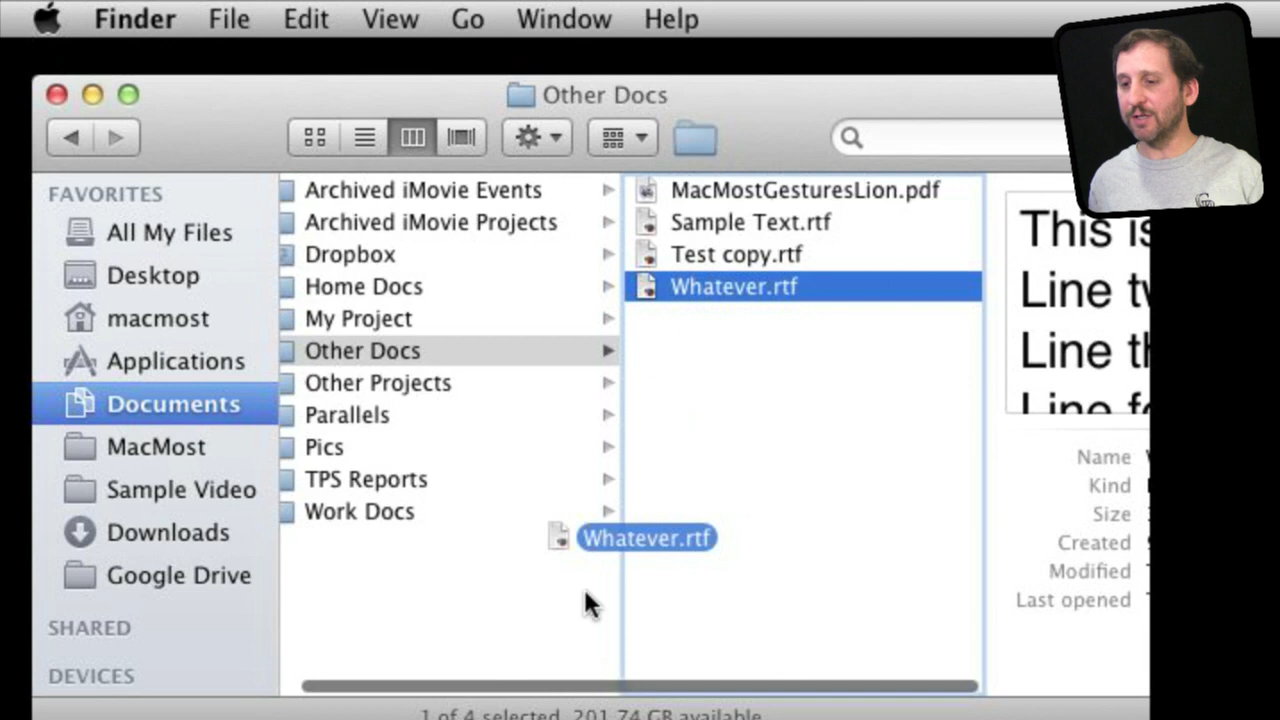 Finder File Edit View Go Window Help
Other Docs
FAVORITES
All My Files
Desktop
macmost
Applications
Documents
MacMost
Sample Video
Downloads
Google Drive
SHARED
DEVICES
Archived iMovie Events
Archived iMovie Projects
Dropbox
Home Docs
My Project
Other Docs
Other Projects
Parallels
Pics
TPS Reports
Work Docs
MacMostGesturesLion.pdf
Sample Text.rtf
Test copy.rtf
Whatever.rtf
Whatever.rtf
This is
Line
Line
Line
Name
Kind
Size
Created
Modified
Last opened
1 of 4 selected, 201.74 GB available